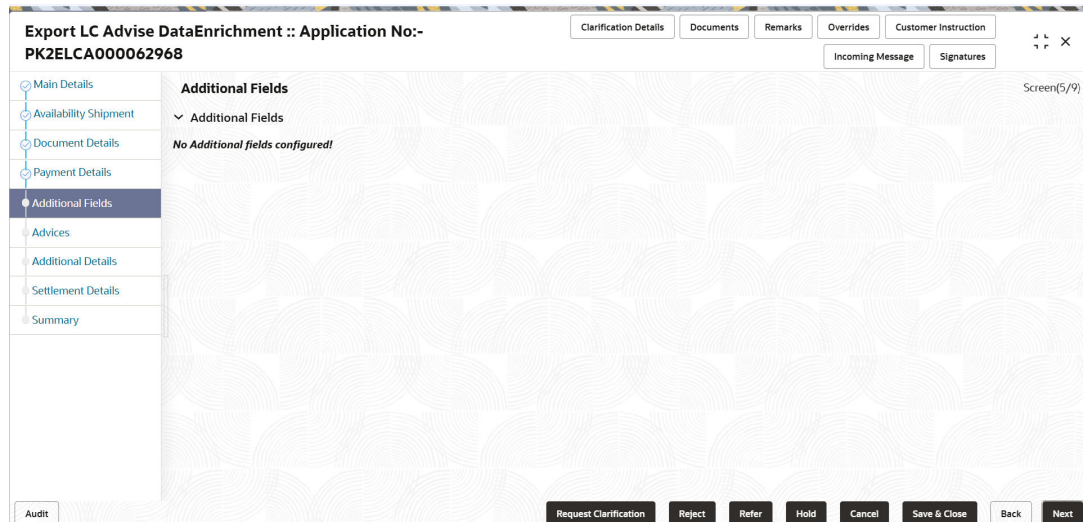 Export LC Advise DataEnrichment :: Application No:-
PK2ELCA000062968
Clarification Details
Documents
Remarks
Overrides
Customer Instruction
Incoming Message
Signatures
Main Details
Availability Shipment
Document Details
Payment Details
Additional Fields
Advices
Additional Details
Settlement Details
Summary
Additional Fields
Screen(5/9)
Additional Fields
No Additional fields configured!
Audit
Request Clarification
Reject
Refer
Hold
Cancel
Save & Close
Back
Next